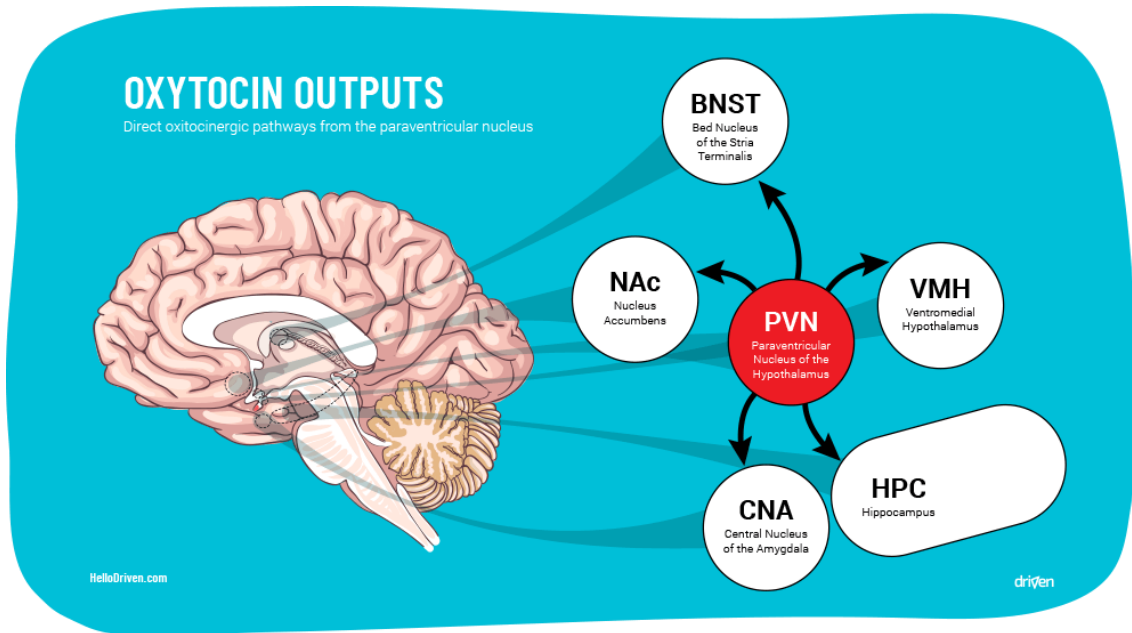 OXYTOCIN OUTPUTS
Direct oxitocinergic pathways from the paraventricular nucleus
BNST
Bed Nucleus
of the Stria
Terminalis
NAc
Nucleus
Accumbens
VMH
Ventromedial
Hypothalamus
PVN
Paraventricular
Nucleus of the
Hypothalamus
HPC
Hippocampus
CNA
Central Nucleus
of the Amygdala
HelloDriven.com
driven